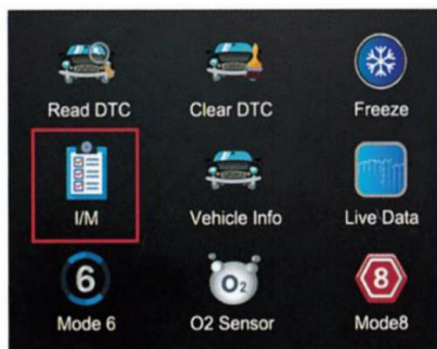 Read DTC
Clear DTC
Freeze
I/M
Vehicle Info
Live Data
6
Mode 6
O2
O2 Sensor
8
Mode8